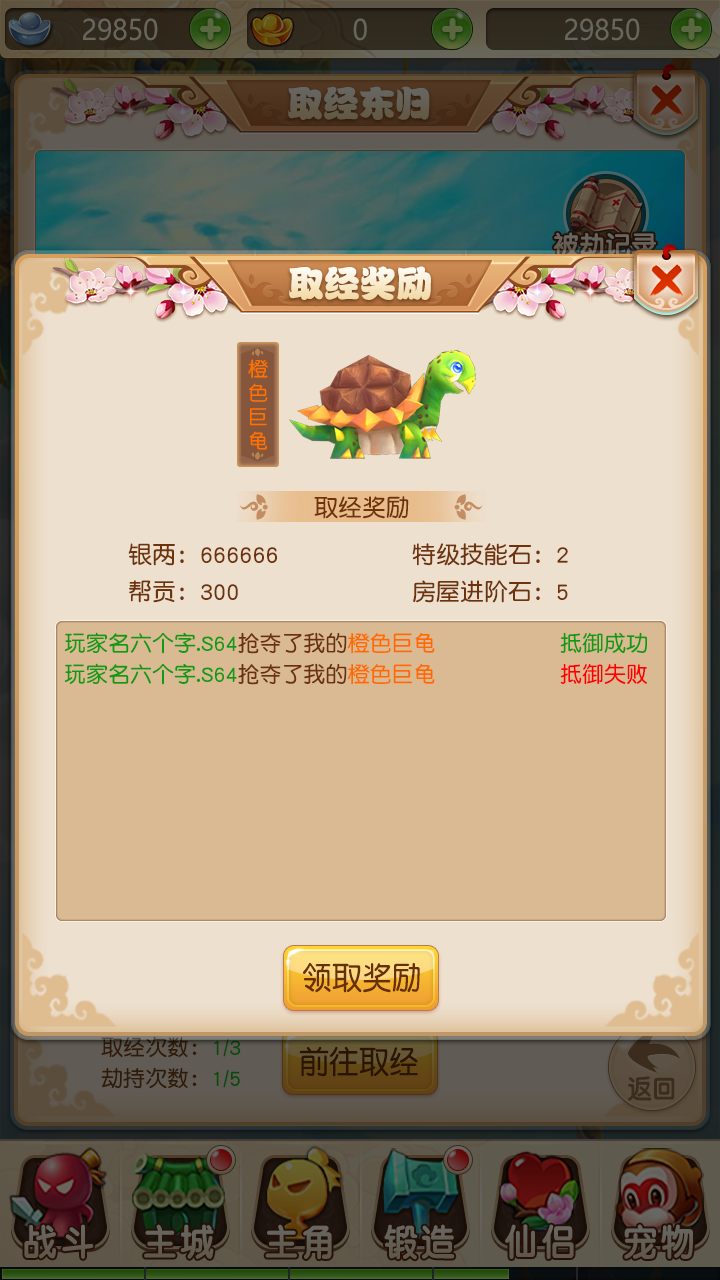 29850 0 29850
取经东归
被劫记录
取经奖励
橙色巨龟
取经奖励
银两：666666 特级技能石：2
帮贡：300 房屋进阶石：5
玩家名六个字.S64抢夺了我的橙色巨龟 抵御成功
玩家名六个字.S64抢夺了我的橙色巨龟 抵御失败
领取奖励
取经次数：1/3
劫持次数：1/5
前往取经
返回
战斗 主城 主角 锻造 仙侣 宠物